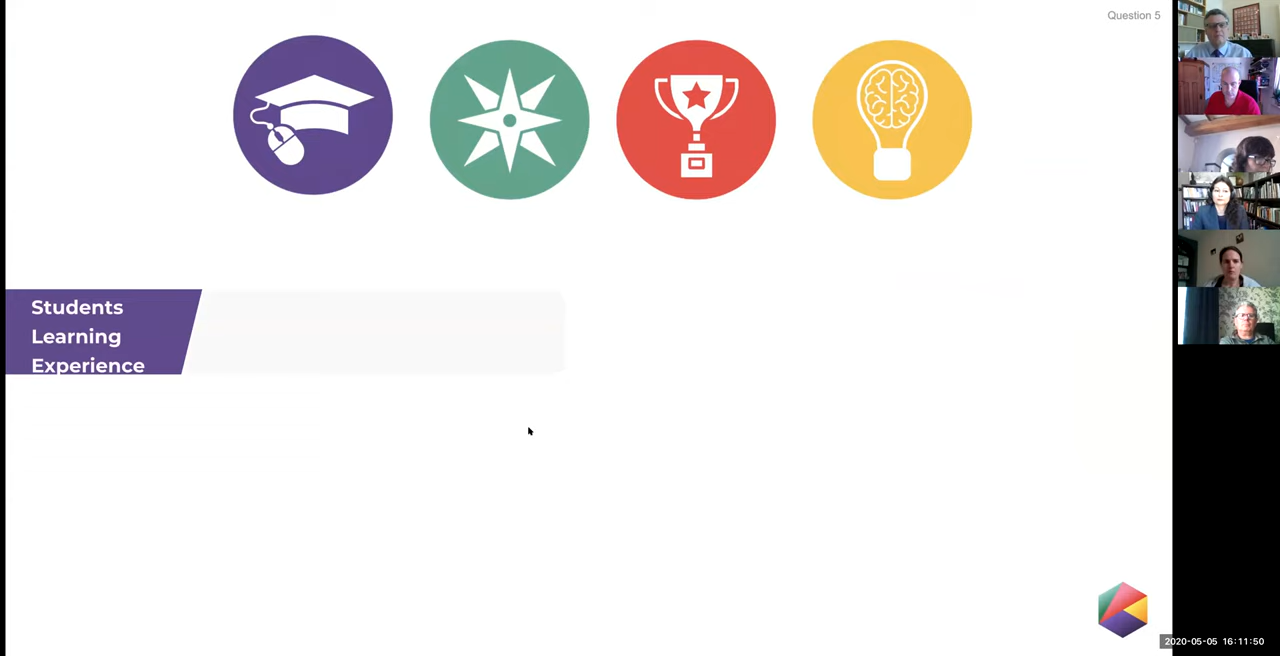 Question 5
Students
Learning
Experience
2020-05-05 16:11:50